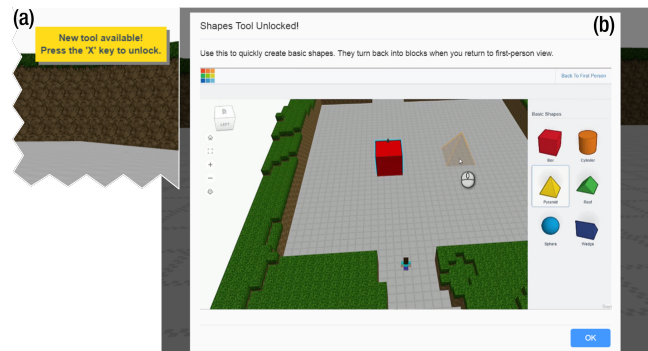 (a)
New tool available!
Press the 'X' key to unlock.
Shapes Tool Unlocked!
(b)
Use this to quickly create basic shapes. They turn back into blocks when you return to first-person view.
Back To First Person
LEFT
Basic Shapes
Box
Cylinder
Pyramid
Roof
Sphere
Wedge
OK